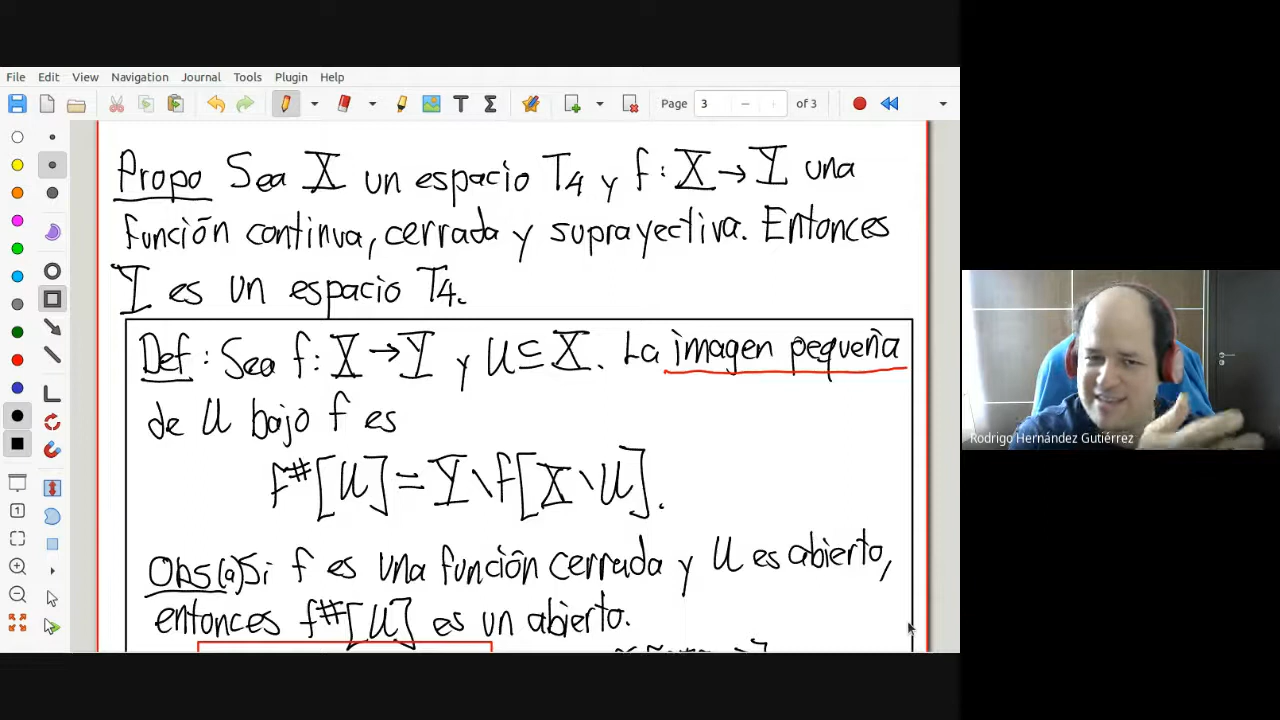 File Edit View Navigation Journal Tools Plugin Help
Page 3 of 3
Propo Sea X un espacio T4 y f: X → Y una
función continua, cerrada y suprayectiva. Entonces
Y es un espacio T4.
Def: Sea f: X → Y y U ⊆ X. La imagen pequeña
de U bajo f es
f#[U] = Y \ f[X \ U].
Obs(a) Si f es una función cerrada y U es abierto,
entonces f#[U] es un abierto.
Rodrigo Hernández Gutiérrez